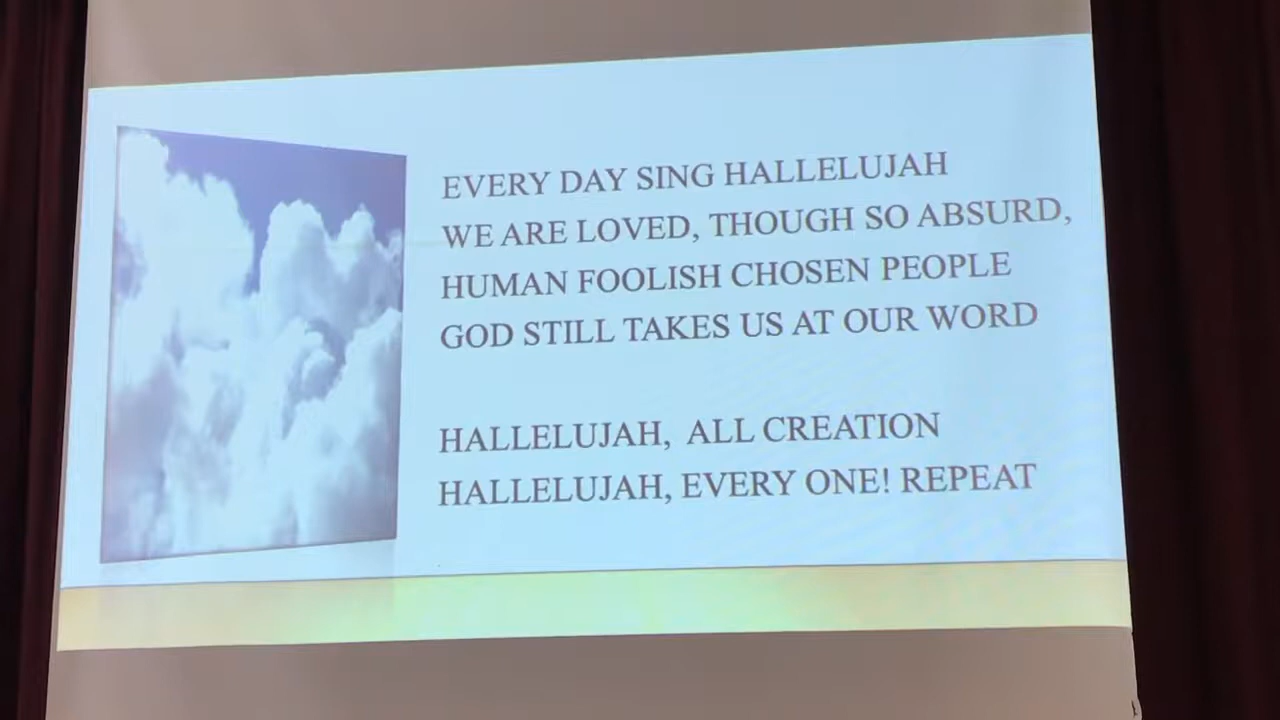 EVERY DAY SING HALLELUJAH
WE ARE LOVED, THOUGH SO ABSURD,
HUMAN FOOLISH CHOSEN PEOPLE
GOD STILL TAKES US AT OUR WORD
HALLELUJAH, ALL CREATION
HALLELUJAH, EVERY ONE! REPEAT